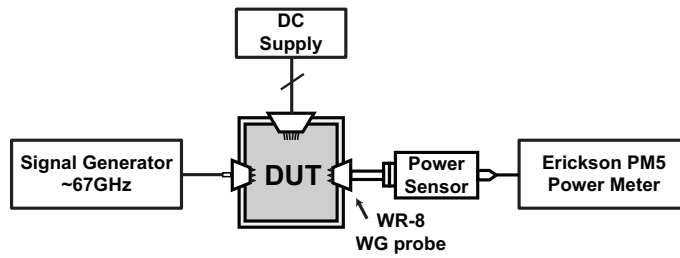 DC
Supply
Signal Generator
~67GHz
DUT
Power
Sensor
Erickson PM5
Power Meter
WR-8
WG probe